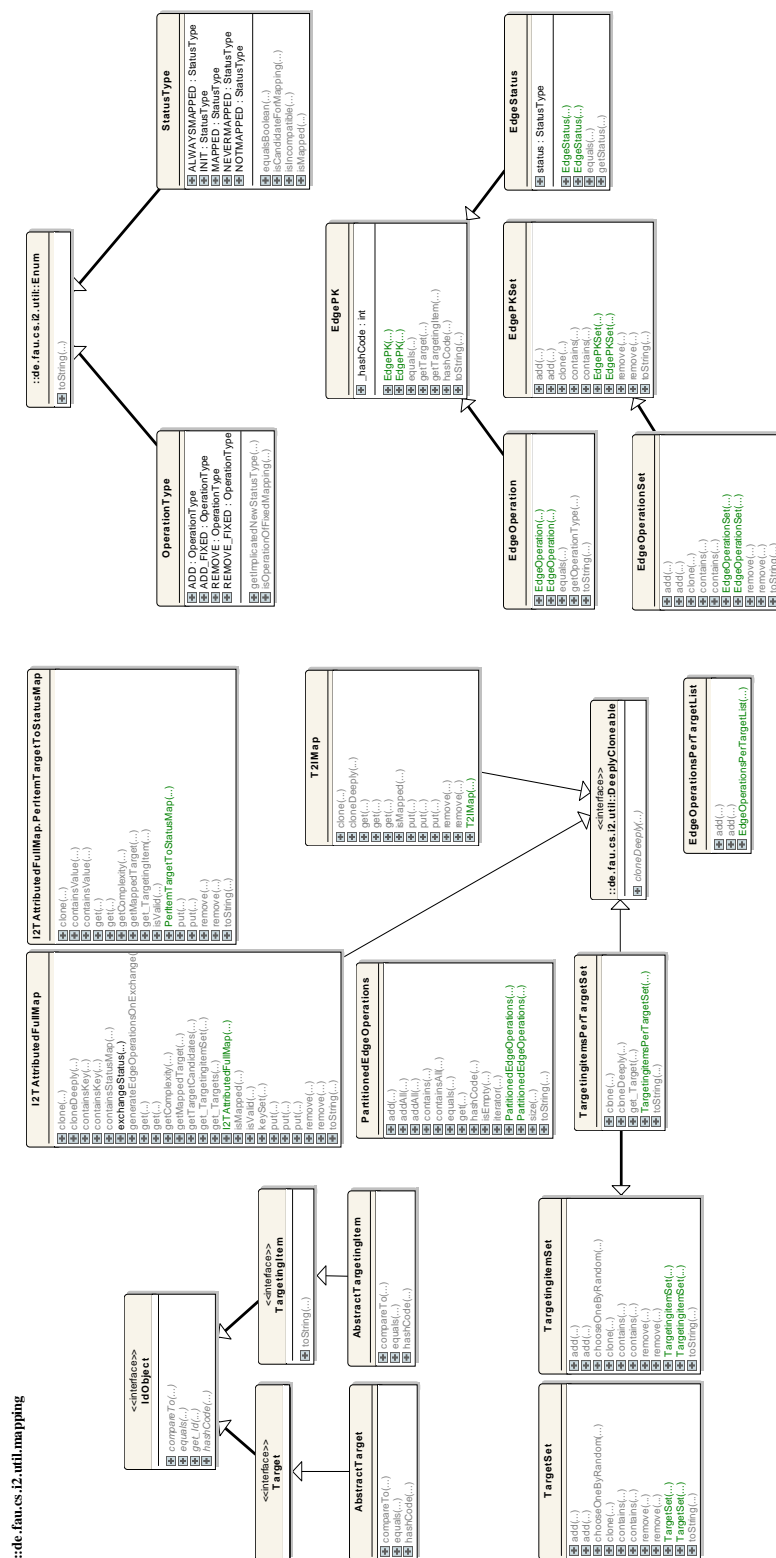 ::de.fau.cs.i2.util.mapping
<<interface>>
IdObject
compareTo(...)
equals(...)
get_Id(...)
hashCode(...)
<<interface>>
Target
<<interface>>
TargetingItem
toString(...)
AbstractTarget
compareTo(...)
equals(...)
hashCode(...)
AbstractTargetingItem
compareTo(...)
equals(...)
hashCode(...)
TargetSet
add(...)
add(...)
chooseOneByRandom(...)
clone(...)
contains(...)
contains(...)
remove(...)
remove(...)
TargetSet(...)
TargetSet(...)
toString(...)
TargetingitemSet
add(...)
add(...)
chooseOneByRandom(...)
clone(...)
contains(...)
contains(...)
remove(...)
remove(...)
TargetingitemSet(...)
TargetingitemSet(...)
toString(...)
I2TAttributedFullMap
clone(...)
cloneDeeply(...)
containsKey(...)
containsKey(...)
containsStatusMap(...)
exchangeStatus(...)
generateEdgeOperationsOnExchange(
get(...)
get(...)
getComplexity(...)
getMappedTarget(...)
getTargetCandidates(...)
get_TargetingitemSet(...)
get_Targets(...)
I2TAttributedFullMap(...)
isMapped(...)
isValid(...)
keySet(...)
put(...)
put(...)
put(...)
remove(...)
remove(...)
toString(...)
I2TAttributedFullMap.PerItemTargetToStatusMap
clone(...)
containsValue(...)
containsValue(...)
get(...)
get(...)
getComplexity(...)
getMappedTarget(...)
get_TargetingItem(...)
isValid(...)
PerItemTargetToStatusMap(...)
put(...)
put(...)
remove(...)
remove(...)
toString(...)
PartitionedEdgeOperations
add(...)
addAll(...)
addAll(...)
contains(...)
containsAll(...)
equals(...)
get(...)
hashCode(...)
isEmpty(...)
iterator(...)
PartitionedEdgeOperations(...)
PartitionedEdgeOperations(...)
size(...)
toString(...)
T2IMap
clone(...)
cloneDeeply(...)
get(...)
get(...)
get(...)
isMapped(...)
put(...)
put(...)
put(...)
remove(...)
remove(...)
T2IMap(...)
TargetingitemsPerTargetSet
clone(...)
cloneDeeply(...)
get_Target(...)
TargetingitemsPerTargetSet(...)
toString(...)
<<interface>>
::de.fau.cs.i2.util::DeeplyCloneable
cloneDeeply(...)
EdgeOperationsPerTargetList
add(...)
add(...)
EdgeOperationsPerTargetList(...)
::de.fau.cs.i2.util::Enum
toString(...)
OperationType
ADD : OperationType
ADD_FIXED : OperationType
REMOVE : OperationType
REMOVE_FIXED : OperationType
getImplicatedNewStatusType(...)
isOperationOfFixedMapping(...)
StatusType
ALWAYSMAPPED : StatusType
INIT : StatusType
MAPPED : StatusType
NEVERMAPPED : StatusType
NOTMAPPED : StatusType
equalsBoolean(...)
isCandidateForMapping(...)
isIncompatible(...)
isMapped(...)
EdgePK
_hashCode : int
EdgePK(...)
EdgePK(...)
equals(...)
getTarget(...)
getTargetingItem(...)
hashCode(...)
toString(...)
EdgeOperation
EdgeOperation(...)
EdgeOperation(...)
equals(...)
getOperationType(...)
toString(...)
EdgePKSet
add(...)
add(...)
clone(...)
contains(...)
contains(...)
EdgePKSet(...)
EdgePKSet(...)
remove(...)
remove(...)
toString(...)
EdgeStatus
status : StatusType
EdgeStatus(...)
EdgeStatus(...)
equals(...)
getStatus(...)
EdgeOperationSet
add(...)
add(...)
clone(...)
contains(...)
contains(...)
EdgeOperationSet(...)
EdgeOperationSet(...)
remove(...)
remove(...)
toString(...)